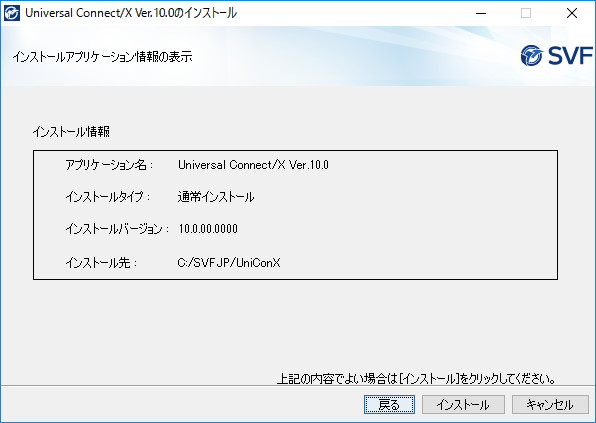 Universal Connect/X Ver.10.0のインストール
インストールアプリケーション情報の表示
SVF
インストール情報
アプリケーション名： Universal Connect/X Ver.10.0
インストールタイプ： 通常インストール
インストールバージョン： 10.0.00.0000
インストール先： C:/SVFJP/UniConX
上記の内容でよい場合は[インストール]をクリックしてください。
戻る インストール キャンセル